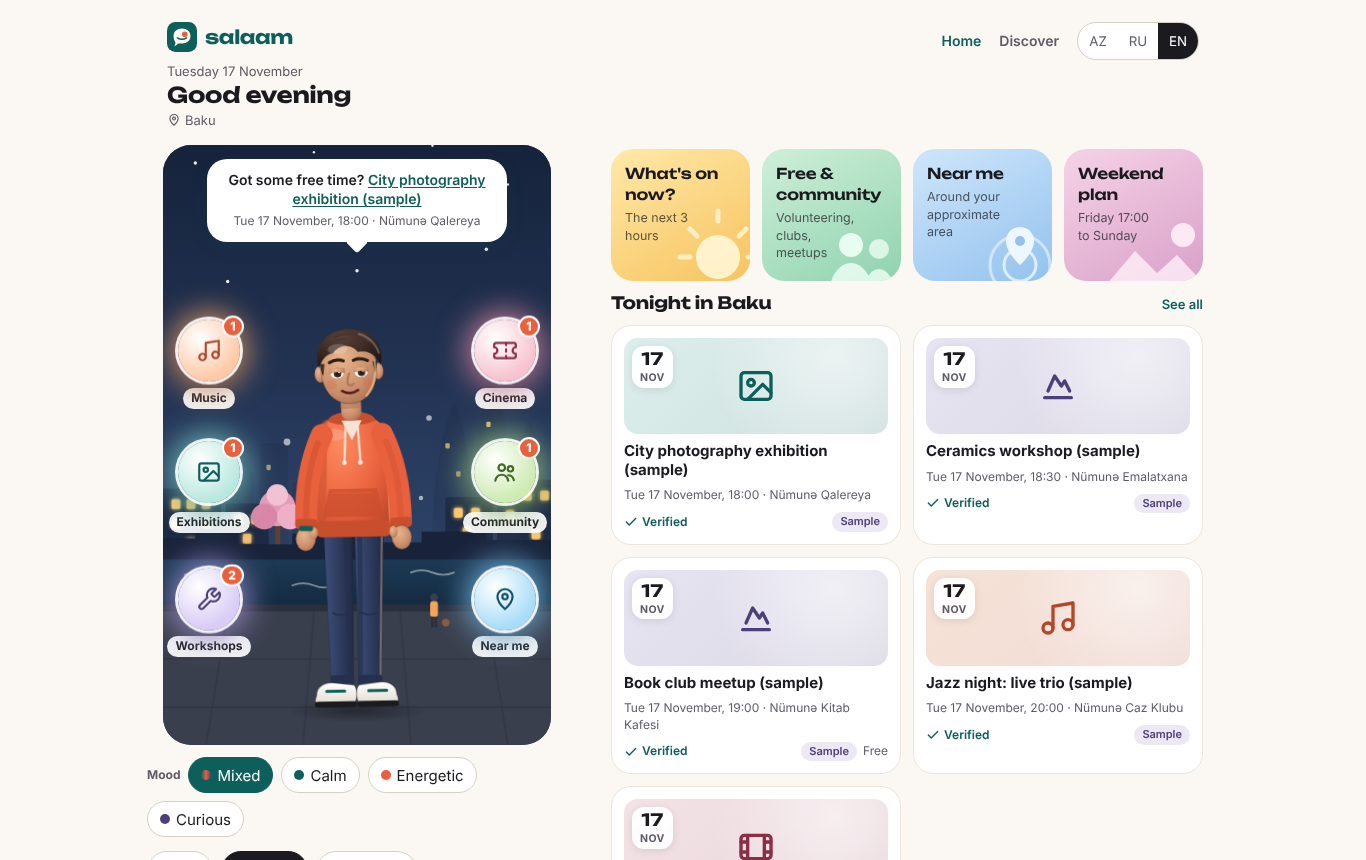 salaam
Home
Discover
AZ
RU
EN
Tuesday 17 November
Good evening
Baku
Got some free time? City photography
exhibition (sample)
Tue 17 November, 18:00 · Nümunə Qalereya
1
Music
1
Cinema
1
Exhibitions
1
Community
2
Workshops
Near me
Mood
Mixed
Calm
Energetic
Curious
What's on
now?
The next 3
hours
Free &
community
Volunteering,
clubs,
meetups
Near me
Around your
approximate
area
Weekend
plan
Friday 17:00
to Sunday
Tonight in Baku
See all
17
NOV
City photography exhibition
(sample)
Tue 17 November, 18:00 · Nümunə Qalereya
Verified
Sample
17
NOV
Ceramics workshop (sample)
Tue 17 November, 18:30 · Nümunə Emalatxana
Verified
Sample
17
NOV
Book club meetup (sample)
Tue 17 November, 19:00 · Nümunə Kitab
Kafesi
Verified
Sample
Free
17
NOV
Jazz night: live trio (sample)
Tue 17 November, 20:00 · Nümunə Caz Klubu
Verified
Sample
17
NOV